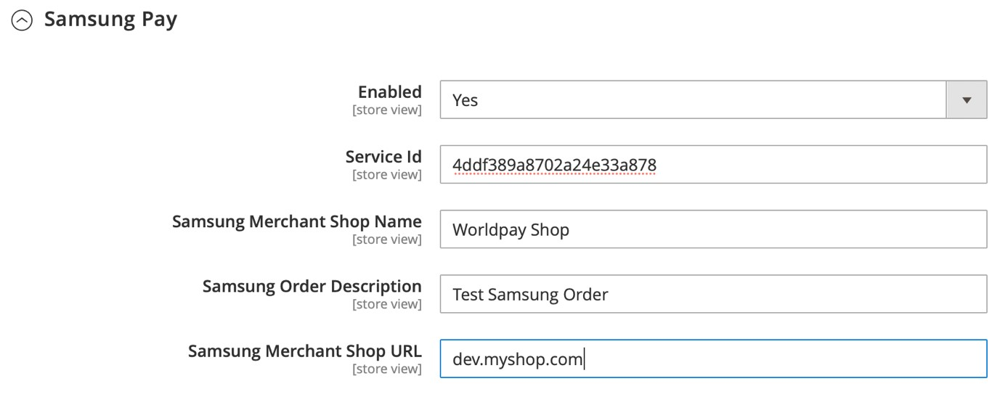 Samsung Pay
Enabled
[store view]
Yes
Service Id
[store view]
4ddf389a8702a24e33a878
Samsung Merchant Shop Name
[store view]
Worldpay Shop
Samsung Order Description
[store view]
Test Samsung Order
Samsung Merchant Shop URL
[store view]
dev.myshop.com